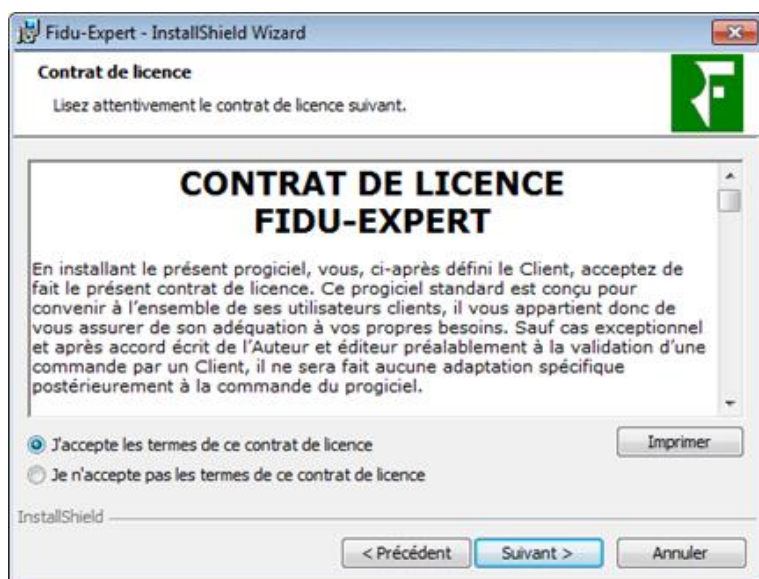 Fidu-Expert - InstallShield Wizard
Contrat de licence
Lisez attentivement le contrat de licence suivant.
CONTRAT DE LICENCE
FIDU-EXPERT
En installant le présent progiciel, vous, ci-après défini le Client, acceptez de
fait le présent contrat de licence. Ce progiciel standard est conçu pour
convenir à l'ensemble de ses utilisateurs clients, il vous appartient donc de
vous assurer de son adéquation à vos propres besoins. Sauf cas exceptionnel
et après accord écrit de l'Auteur et éditeur préalablement à la validation d'une
commande par un Client, il ne sera fait aucune adaptation spécifique
postérieurement à la commande du progiciel.
J'accepte les termes de ce contrat de licence
Imprimer
Je n'accepte pas les termes de ce contrat de licence
InstallShield
< Précédent Suivant > Annuler